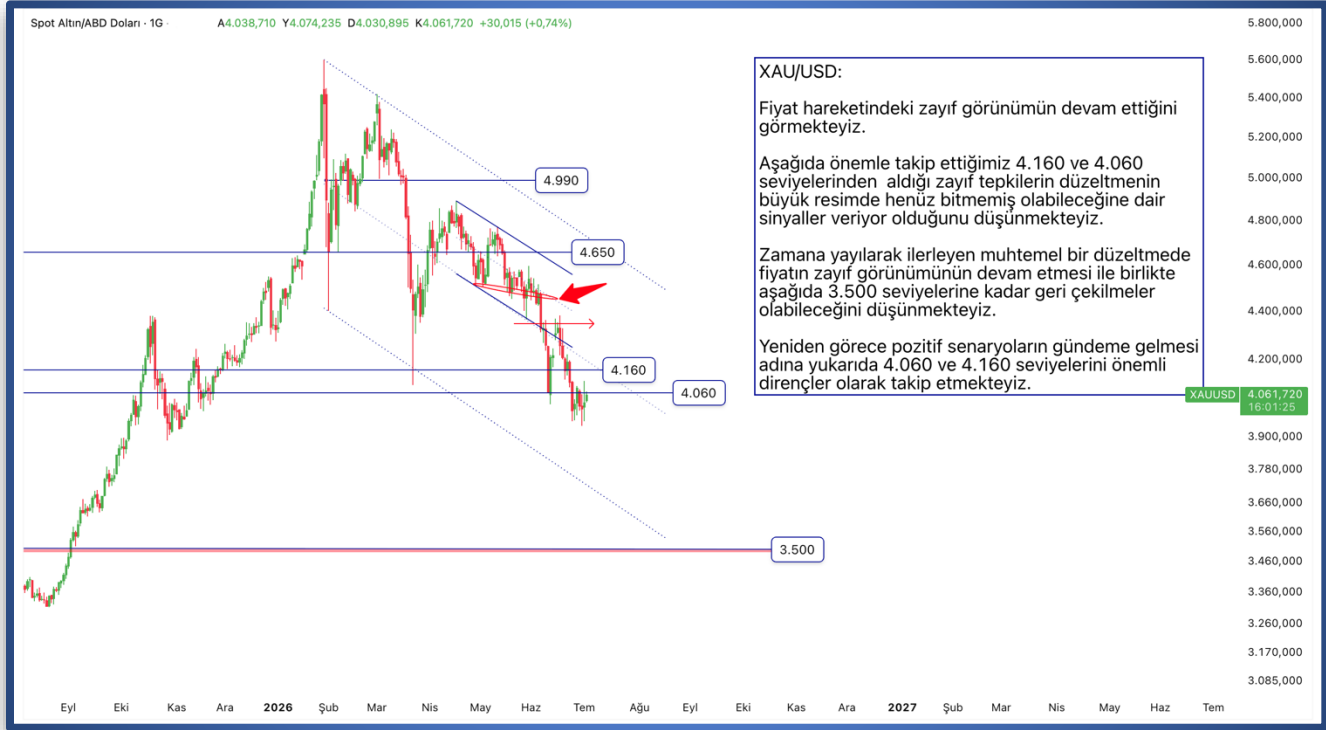 Spot Altın/ABD Doları · 1G · A4.038,710 Y4.074,235 D4.030,895 K4.061,720 +30,015 (+0,74%)
XAU/USD:
Fiyat hareketindeki zayıf görünümün devam ettiğini
görmekteyiz.
Aşağıda önemle takip ettiğimiz 4.160 ve 4.060
seviyelerinden aldığı zayıf tepkilerin düzeltmenin
büyük resimde henüz bitmemiş olabileceğine dair
sinyaller veriyor olduğunu düşünmekteyiz.
Zamana yayılarak ilerleyen muhtemel bir düzeltmede
fiyatın zayıf görünümünün devam etmesi ile birlikte
aşağıda 3.500 seviyelerine kadar geri çekilmeler
olabileceğini düşünmekteyiz.
Yeniden görece pozitif senaryoların gündeme gelmesi
adına yukarıda 4.060 ve 4.160 seviyelerini önemli
dirençler olarak takip etmekteyiz.
4.990
4.650
4.160
4.060
3.500
5.800,000
5.600,000
5.400,000
5.200,000
5.000,000
4.800,000
4.600,000
4.400,000
4.200,000
XAUUSD 4.061,720
16:01:25
3.900,000
3.780,000
3.660,000
3.560,000
3.460,000
3.360,000
3.260,000
3.170,000
3.085,000
Eyl Eki Kas Ara 2026 Şub Mar Nis May Haz Tem Ağu Eyl Eki Kas Ara 2027 Şub Mar Nis May Haz Tem